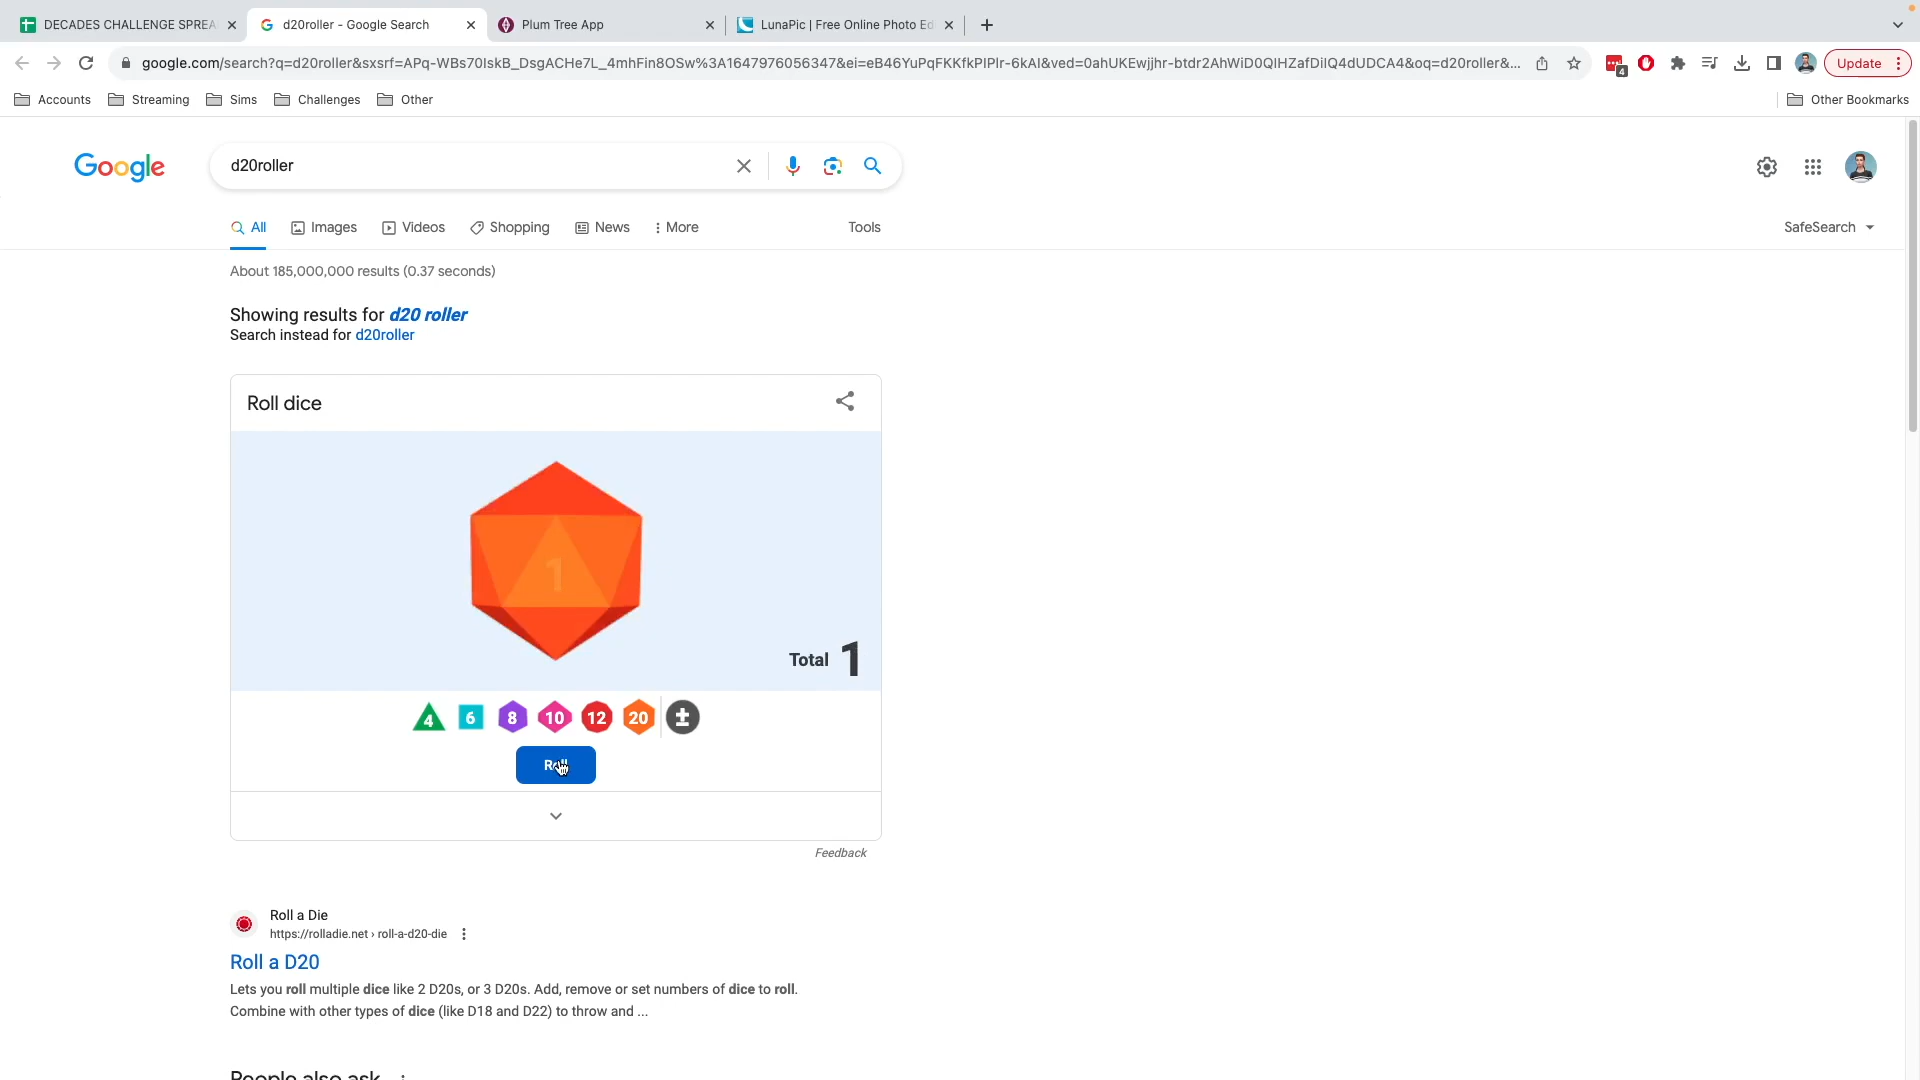 DECADES CHALLENGE SPREA
d20roller - Google Search
Plum Tree App
LunaPic | Free Online Photo Ed
google.com/search?q=d20roller&sxsrf=APq-WBs70IskB_DsgACHe7L_4mhFin8OSw%3A1647976056347&ei=eB46YuPqFKKfkPIPlr-6kAI&ved=0ahUKEwjjhr-btdr2AhWiD0QIHZafDiIQ4dUDCA4&oq=d20roller&...
4
Update
Accounts
Streaming
Sims
Challenges
Other
Other Bookmarks
Google
d20roller
All
Images
Videos
Shopping
News
More
Tools
SafeSearch
About 185,000,000 results (0.37 seconds)
Showing results for d20 roller
Search instead for d20roller
Roll dice
1
Total 1
4 6 8 10 12 20 ±
Roll
Feedback
Roll a Die
https://rolladie.net › roll-a-d20-die
Roll a D20
Lets you roll multiple dice like 2 D20s, or 3 D20s. Add, remove or set numbers of dice to roll.
Combine with other types of dice (like D18 and D22) to throw and ...
People also ask